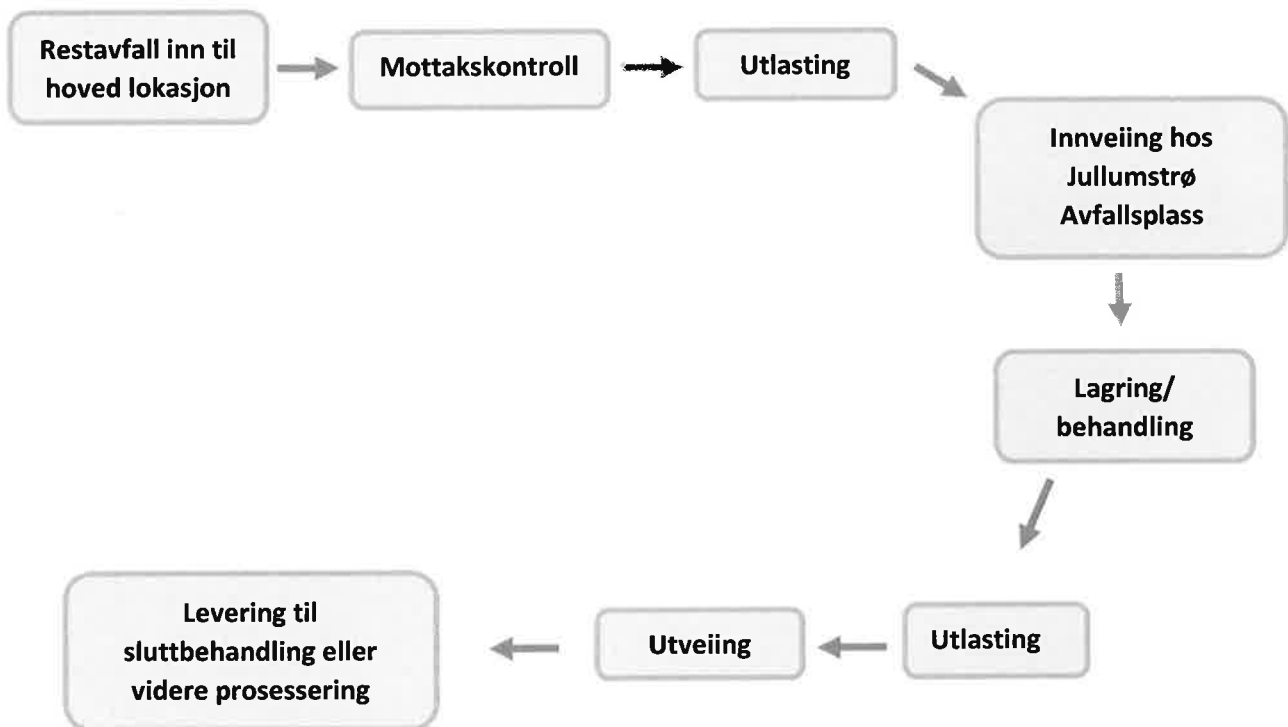 Restavfall inn til
hoved lokasjon
Mottakskontroll
Utlasting
Innveiing hos
Jullumstrø
Avfallsplass
Lagring/
behandling
Utlasting
Utveiing
Levering til
sluttbehandling eller
videre prosessering